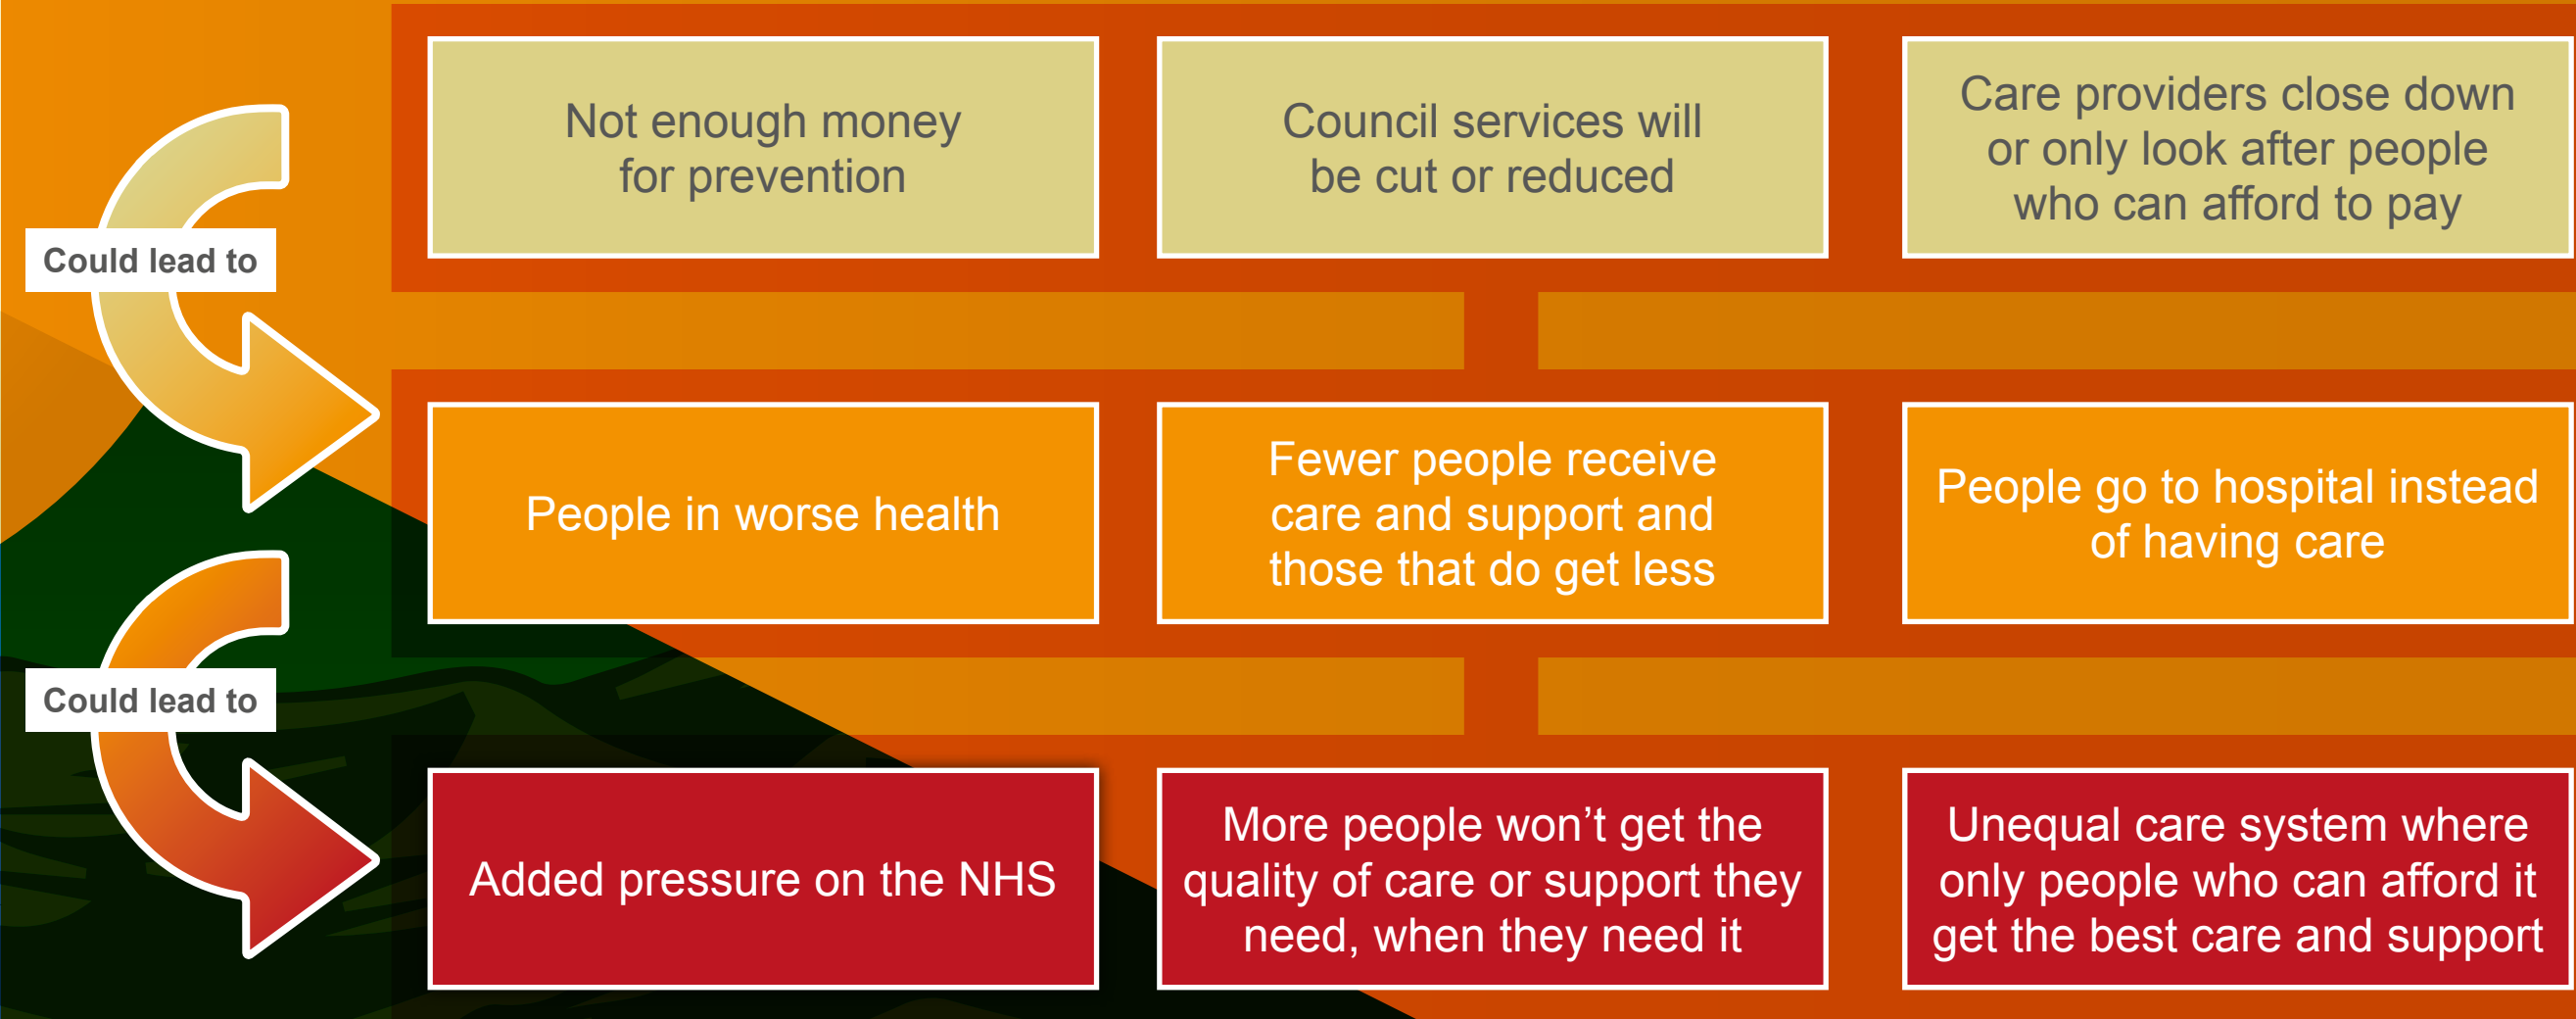 Not enough money
for prevention
Council services will
be cut or reduced
Care providers close down
or only look after people
who can afford to pay
Could lead to
People in worse health
Fewer people receive
care and support and
those that do get less
People go to hospital instead
of having care
Could lead to
Added pressure on the NHS
More people won’t get the
quality of care or support they
need, when they need it
Unequal care system where
only people who can afford it
get the best care and support